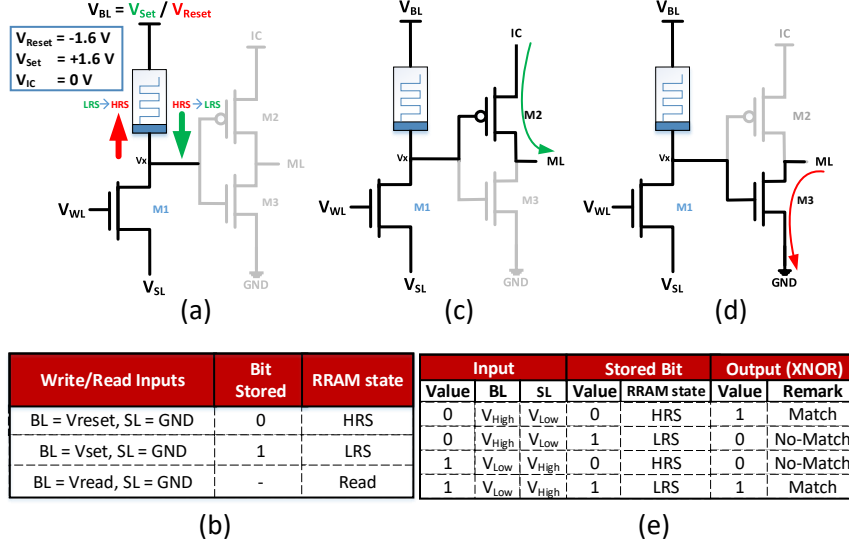 V_BL = V_Set / V_Reset
V_Reset = -1.6 V
V_Set = +1.6 V
V_IC = 0 V
LRS→HRS
HRS→LRS
Vx
IC
M2
ML
M3
M1
V_WL
V_SL
GND
(a)
V_BL
IC
M2
ML
M3
M1
V_WL
V_SL
GND
(c)
V_BL
IC
M2
ML
Vx
M3
M1
V_WL
V_SL
GND
(d)
Write/Read Inputs Bit Stored RRAM state
BL = Vreset, SL = GND 0 HRS
BL = Vset, SL = GND 1 LRS
BL = Vread, SL = GND - Read
(b)
Input Stored Bit Output (XNOR)
Value BL SL Value RRAM state Value Remark
0 V_High V_Low 0 HRS 1 Match
0 V_High V_Low 1 LRS 0 No-Match
1 V_Low V_High 0 HRS 0 No-Match
1 V_Low V_High 1 LRS 1 Match
(e)